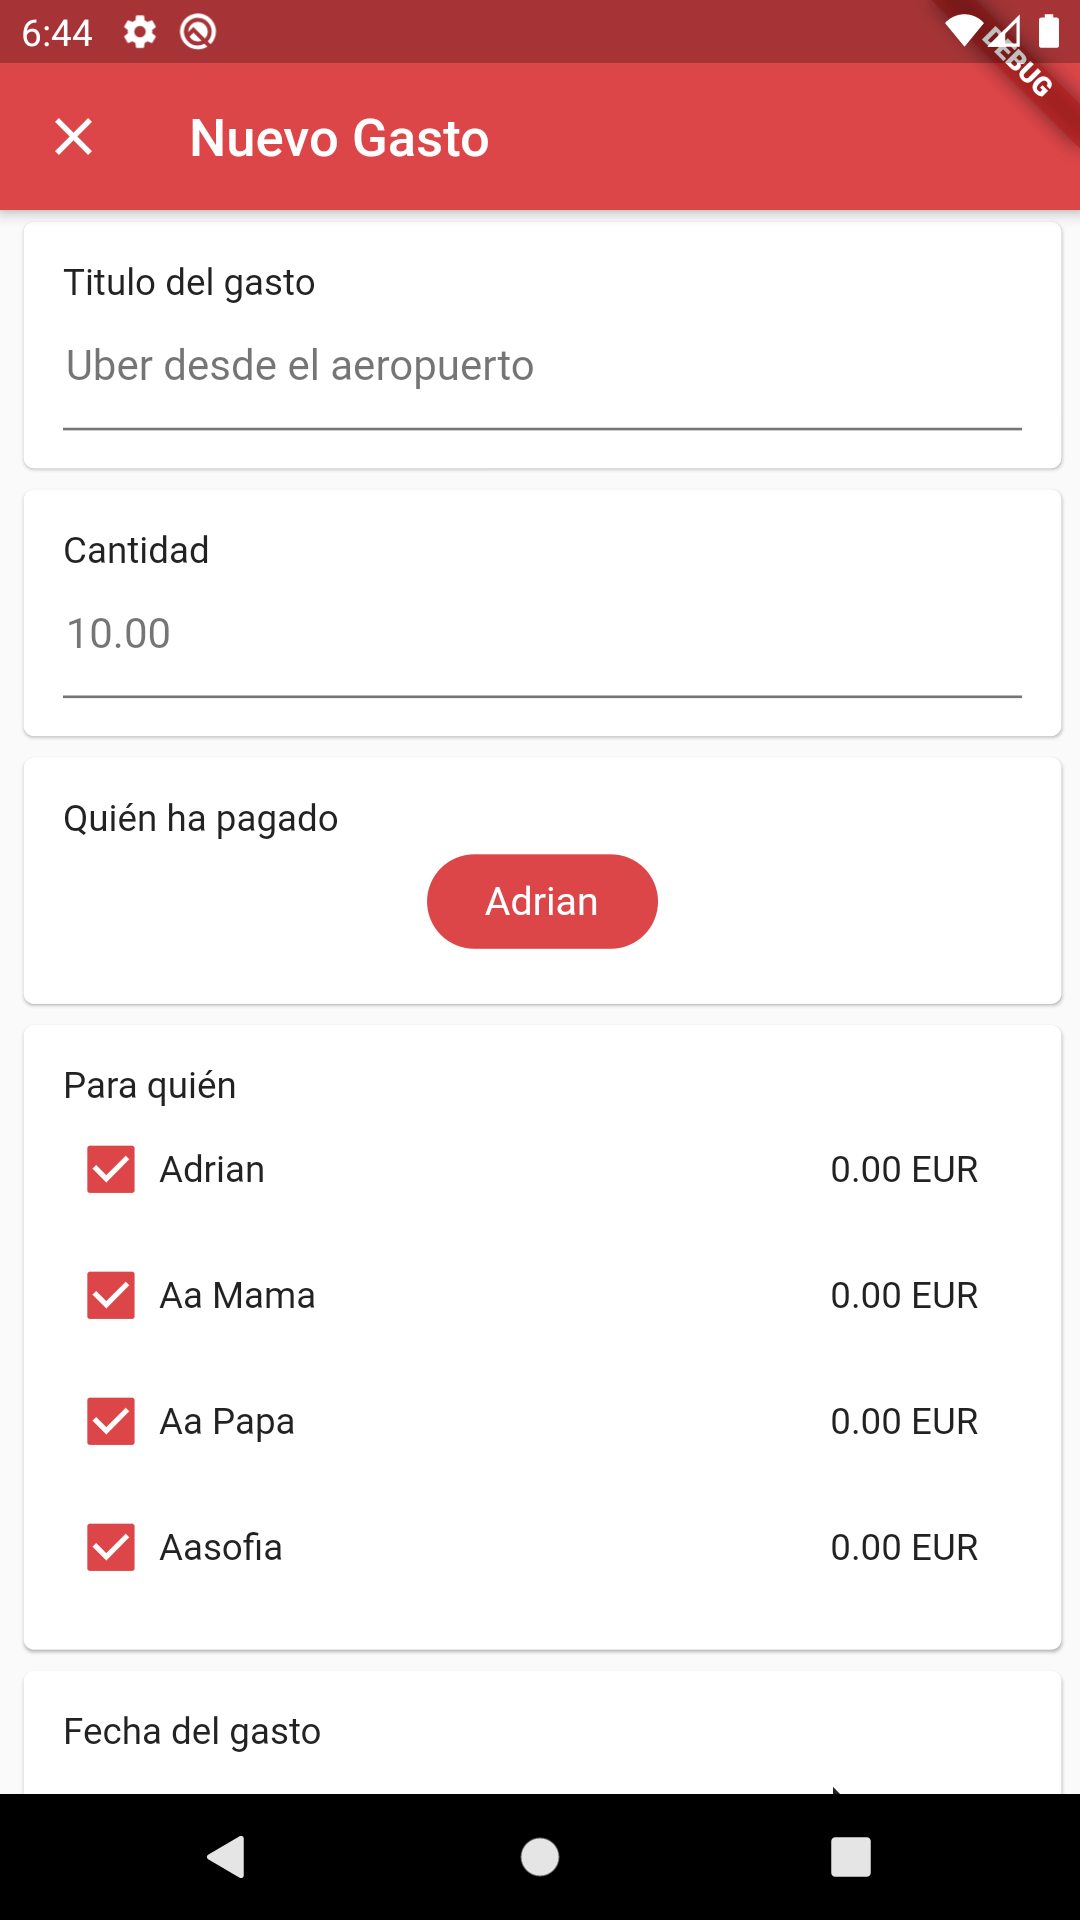 6:44
DEBUG
Nuevo Gasto
Titulo del gasto
Uber desde el aeropuerto
Cantidad
10.00
Quién ha pagado
Adrian
Para quién
Adrian 0.00 EUR
Aa Mama 0.00 EUR
Aa Papa 0.00 EUR
Aasofia 0.00 EUR
Fecha del gasto